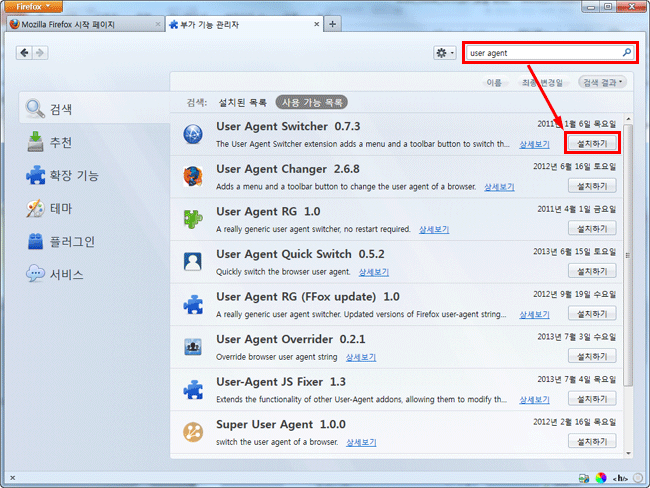 Firefox
Mozilla Firefox 시작 페이지
부가 기능 관리자
user agent
이름
최종 변경일
검색 결과
검색:
설치된 목록
사용 가능 목록
검색
추천
확장 기능
테마
플러그인
서비스
User Agent Switcher 0.7.3
2011년 1월 6일 목요일
The User Agent Switcher extension adds a menu and a toolbar button to switch th... 상세보기
설치하기
User Agent Changer 2.6.8
2012년 6월 16일 토요일
Adds a menu and a toolbar button to change the user agent of a browser. 상세보기
설치하기
User Agent RG 1.0
2011년 4월 1일 금요일
A really generic user agent switcher, no restart required. 상세보기
설치하기
User Agent Quick Switch 0.5.2
2013년 6월 15일 토요일
Quickly switch the browser user agent. 상세보기
설치하기
User Agent RG (FFox update) 1.0
2012년 9월 19일 수요일
A really generic user agent switcher. Updated versions of Firefox user-agent string... 상세보기
설치하기
User Agent Overrider 0.2.1
2013년 7월 3일 수요일
Override browser user agent string 상세보기
설치하기
User-Agent JS Fixer 1.3
2013년 7월 4일 목요일
Extends the functionality of other User-Agent addons, allowing them to modify th... 상세보기
설치하기
Super User Agent 1.0.0
2012년 2월 16일 목요일
switch the user agent of a browser. 상세보기
설치하기
<h/>